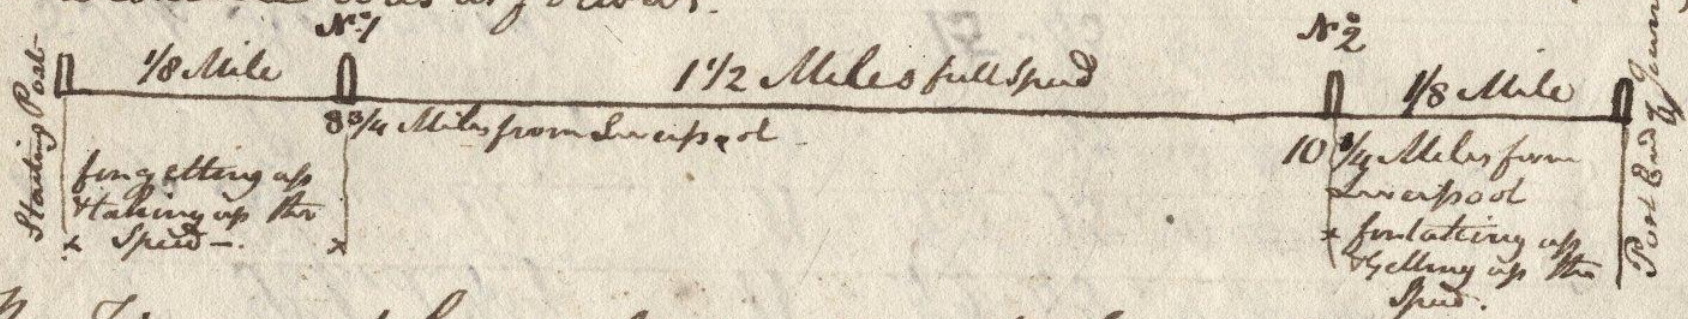 as follows.
No. 1
No. 2
Starting Post
1/8 Mile
1 1/2 Miles full Speed
1/8 Mile
8 3/4 Miles from Liverpool
10 1/4 Miles from
Liverpool
for getting up
& taking up the
Speed –.
for taking up
& Getting up the
Speed.
Post End of